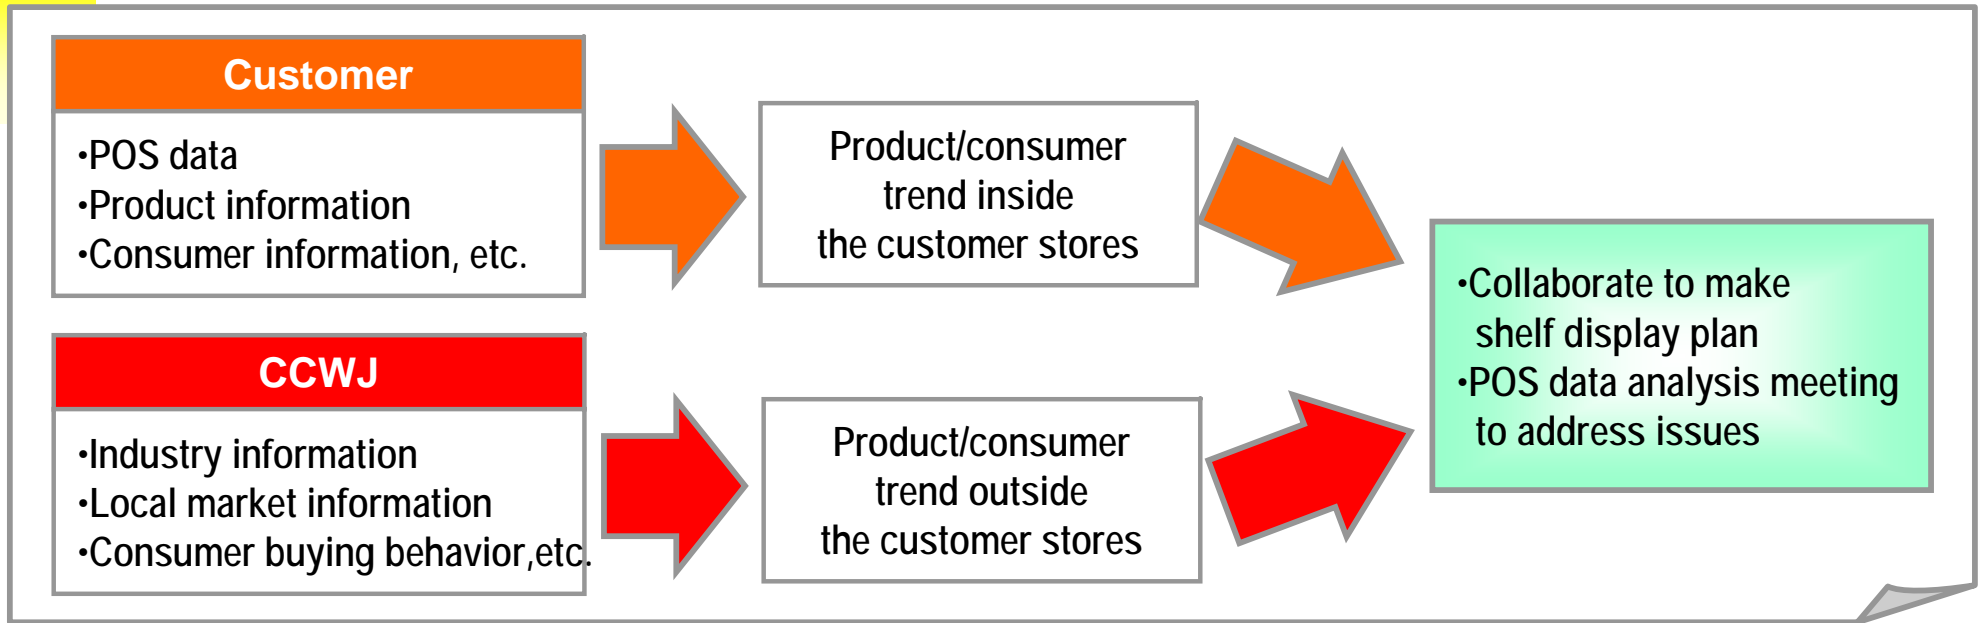 Customer
•POS data
•Product information
•Consumer information, etc.
Product/consumer
trend inside
the customer stores
CCWJ
•Industry information
•Local market information
•Consumer buying behavior,etc.
Product/consumer
trend outside
the customer stores
•Collaborate to make
shelf display plan
•POS data analysis meeting
to address issues